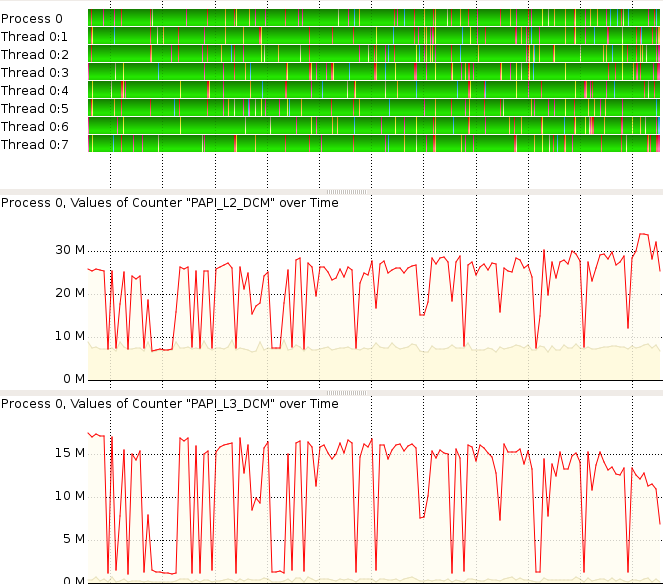 Process 0
Thread 0:1
Thread 0:2
Thread 0:3
Thread 0:4
Thread 0:5
Thread 0:6
Thread 0:7
Process 0, Values of Counter "PAPI_L2_DCM" over Time
30 M
20 M
10 M
0 M
Process 0, Values of Counter "PAPI_L3_DCM" over Time
15 M
10 M
5 M
0 M